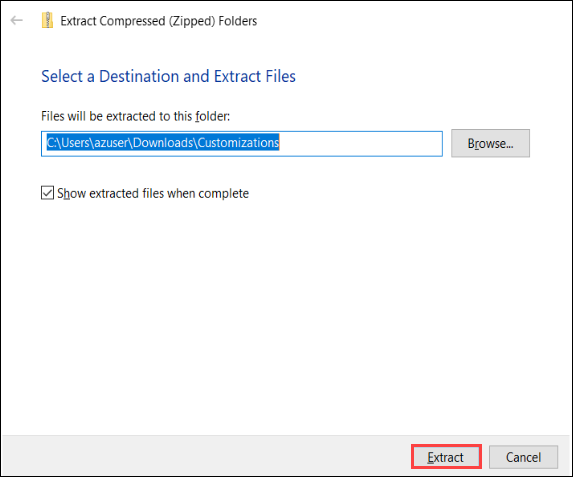 Extract Compressed (Zipped) Folders
Select a Destination and Extract Files
Files will be extracted to this folder:
C:\Users\azuser\Downloads\Customizations
Browse...
Show extracted files when complete
Extract
Cancel